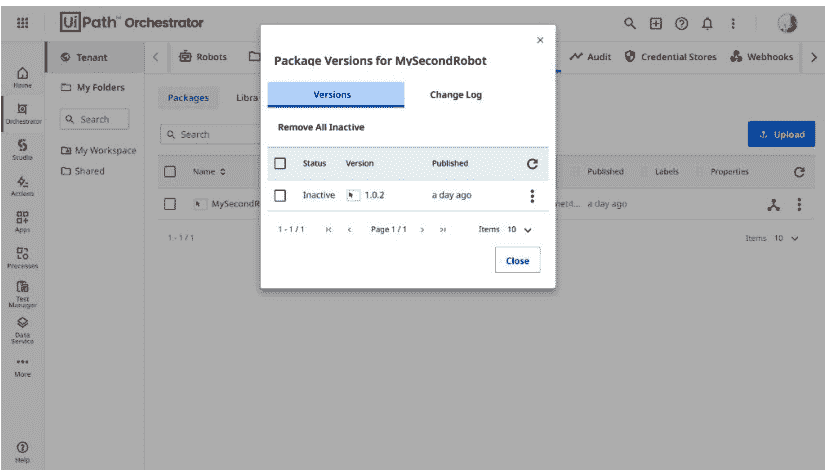 UiPath™ Orchestrator
Tenant
Robots
Audit
Credential Stores
Webhooks
Home
My Folders
Search
My Workspace
Shared
Orchestrator
Studio
Actions
Apps
Processes
Test
Manager
Data
Service
More
Help
Packages
Libra
Search
Upload
Name
Published
Labels
Properties
MySecondR
a day ago
1 - 1 / 1
Items 10
Package Versions for MySecondRobot
Versions
Change Log
Remove All Inactive
Status Version Published
Inactive 1.0.2 a day ago
1 - 1 / 1 Page 1 / 1 Items 10
Close